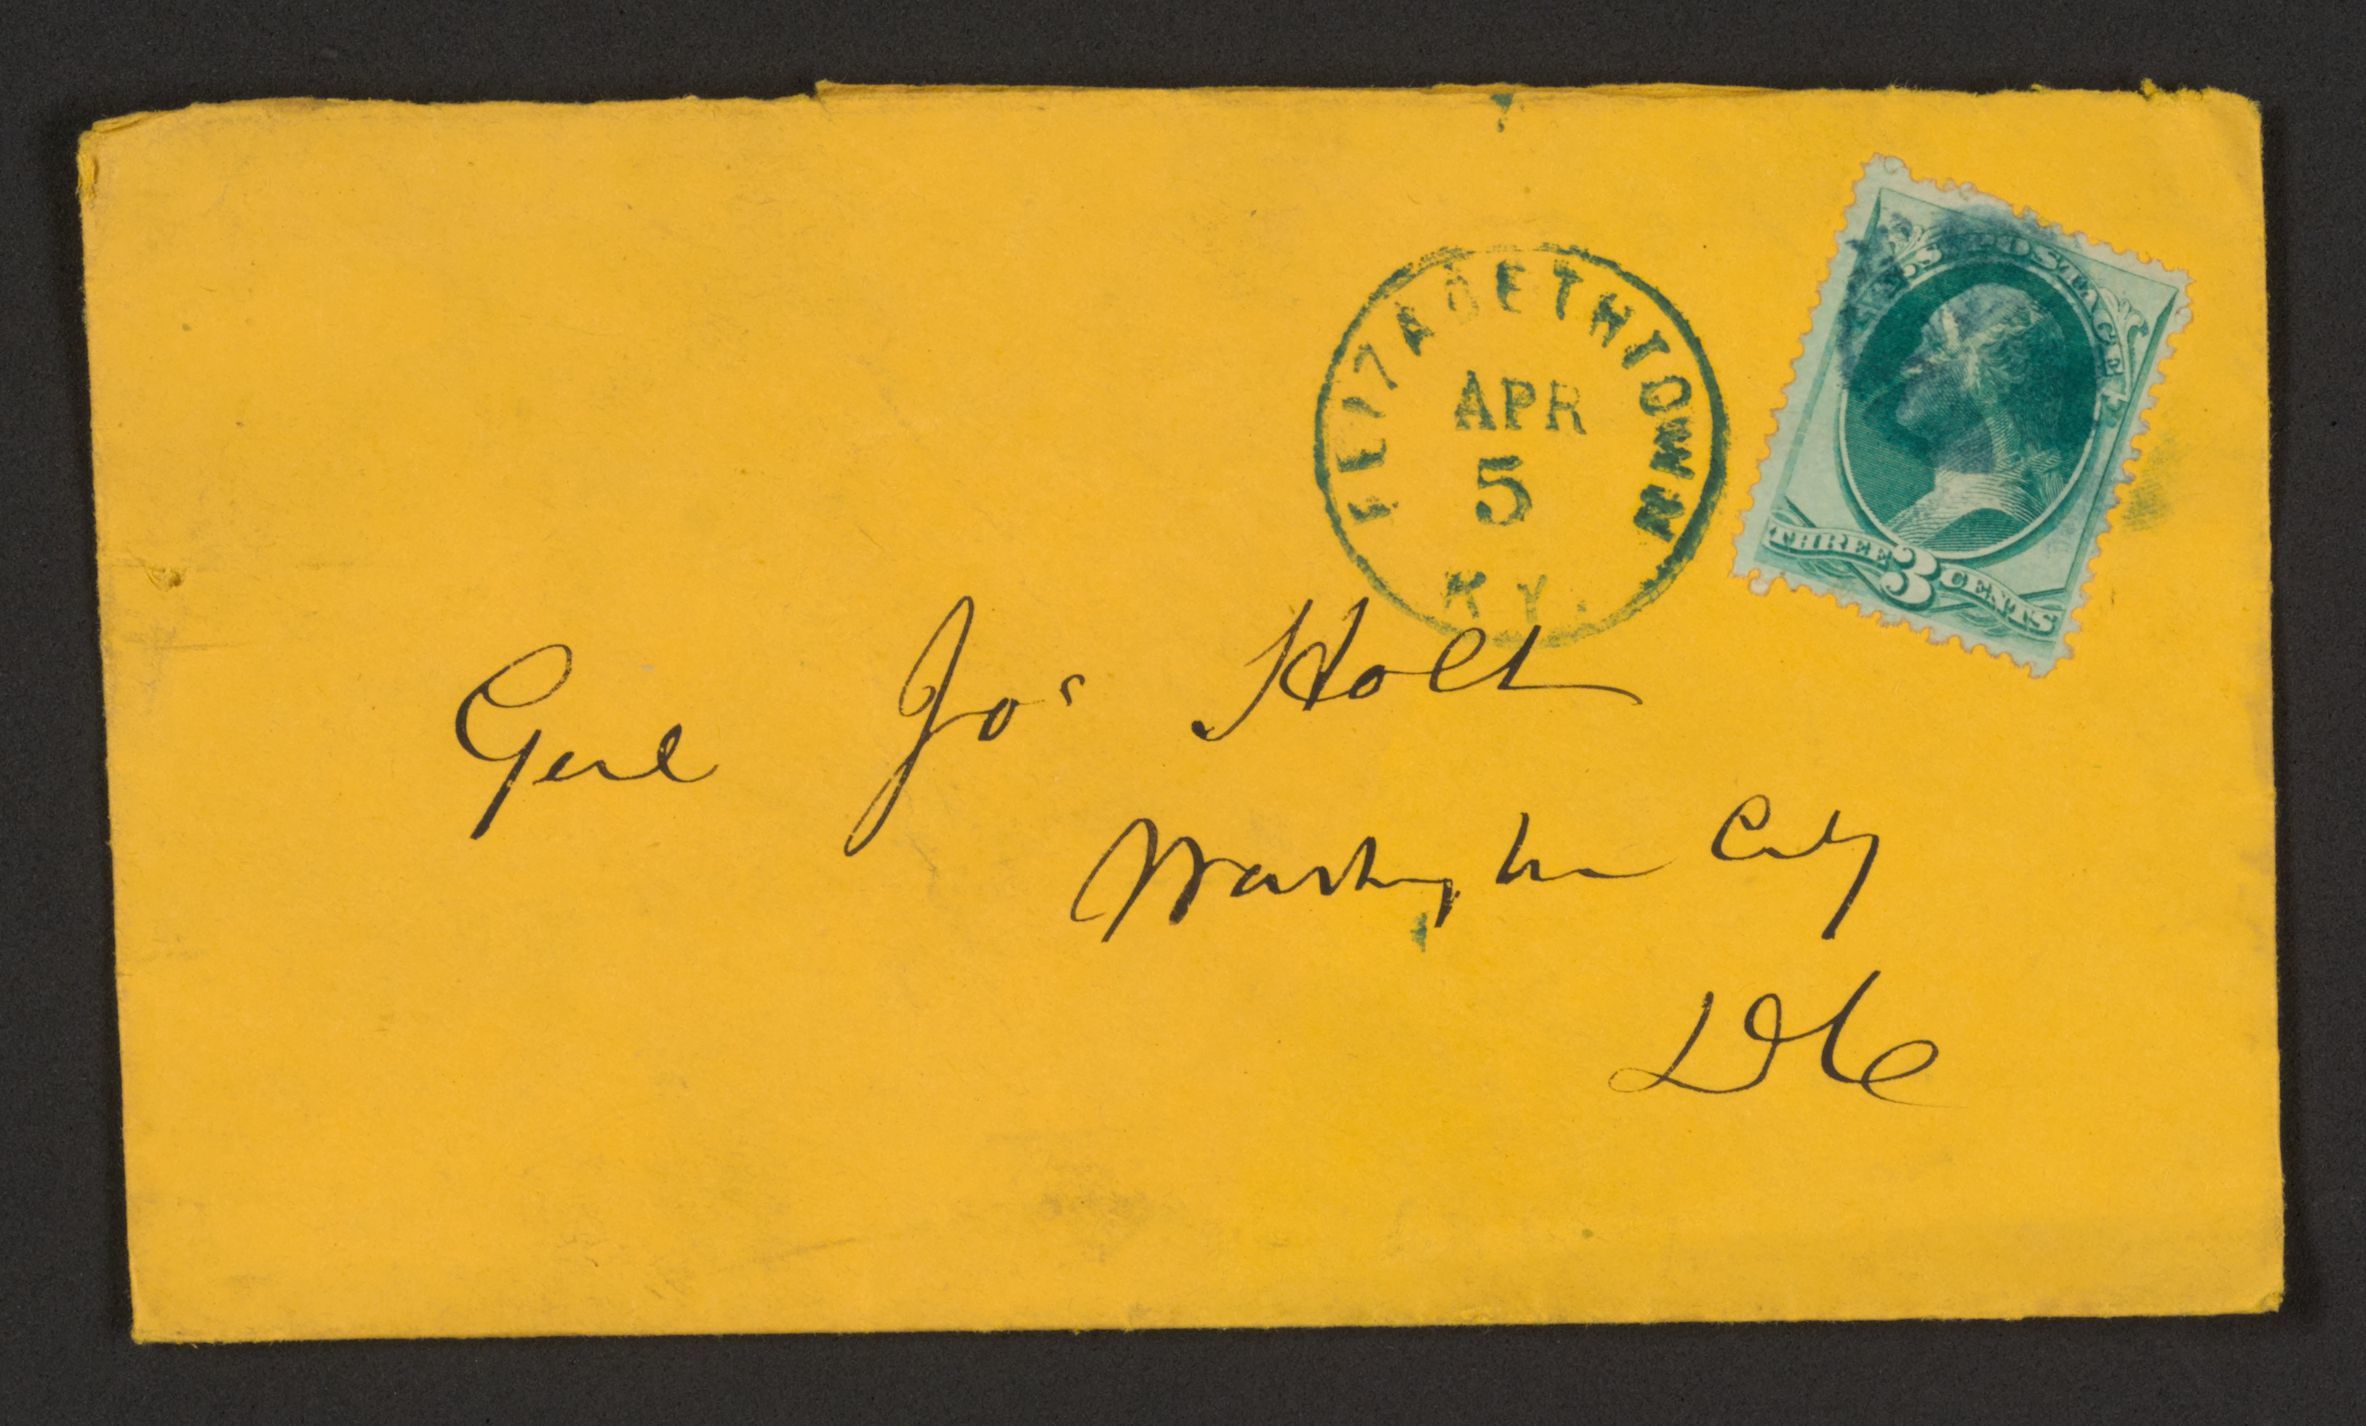 ELIZABETHTOWN
APR
5
KY.
POSTAGE
THREE 3 CENTS
Genl Jos Holt
Washington City
DC